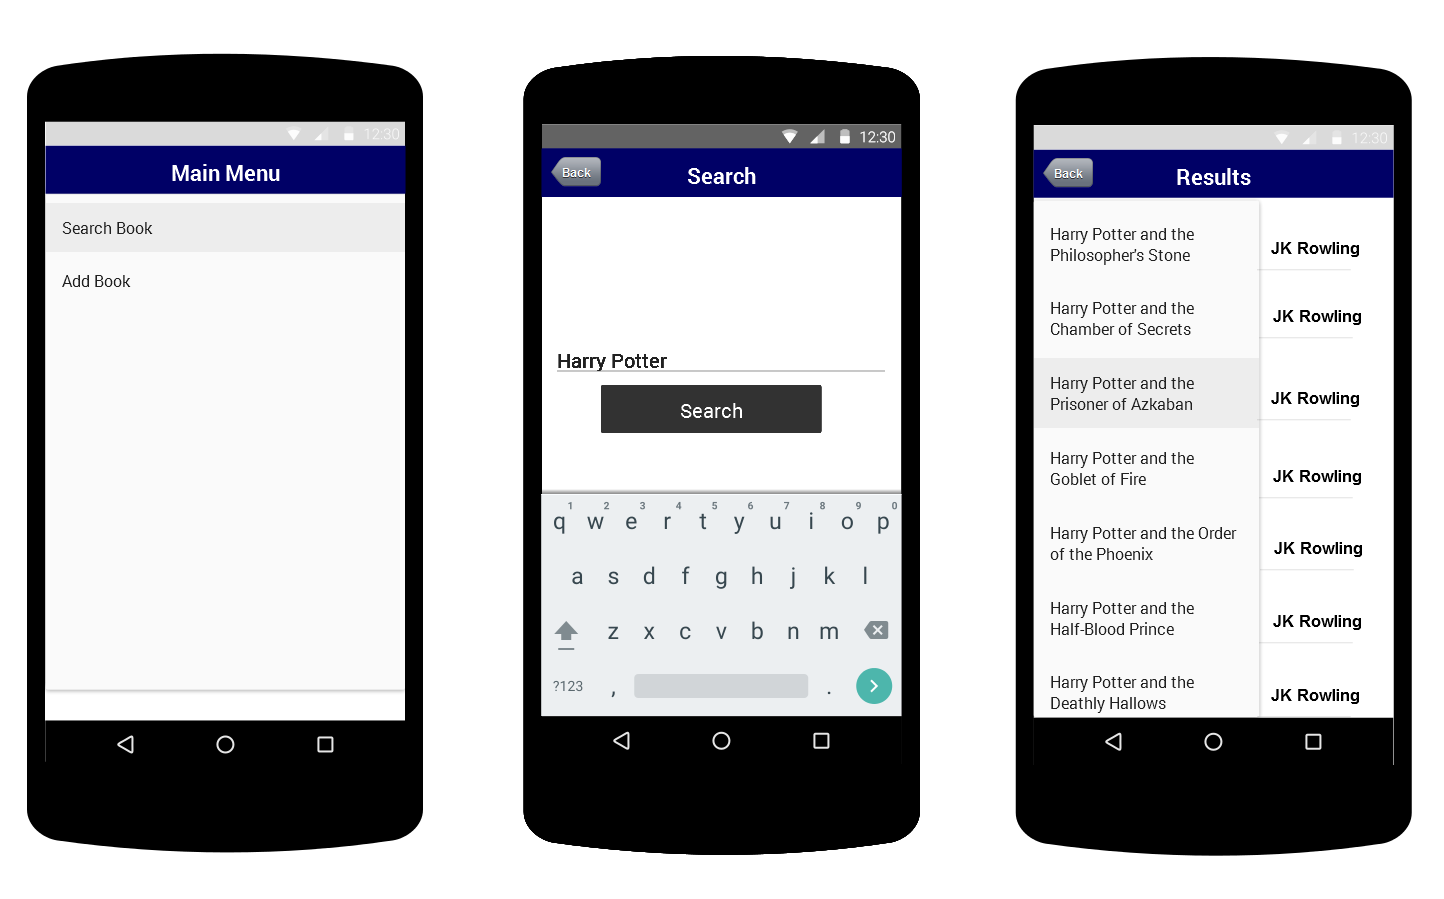 12:30
Main Menu
Search Book
Add Book
12:30
Back
Search
Harry Potter
Search
1 2 3 4 5 6 7 8 9 0
q w e r t y u i o p
a s d f g h j k l
z x c v b n m
?123 , .
12:30
Back
Results
Harry Potter and the
Philosopher's Stone
JK Rowling
Harry Potter and the
Chamber of Secrets
JK Rowling
Harry Potter and the
Prisoner of Azkaban
JK Rowling
Harry Potter and the
Goblet of Fire
JK Rowling
Harry Potter and the Order
of the Phoenix
JK Rowling
Harry Potter and the
Half-Blood Prince
JK Rowling
Harry Potter and the
Deathly Hallows
JK Rowling